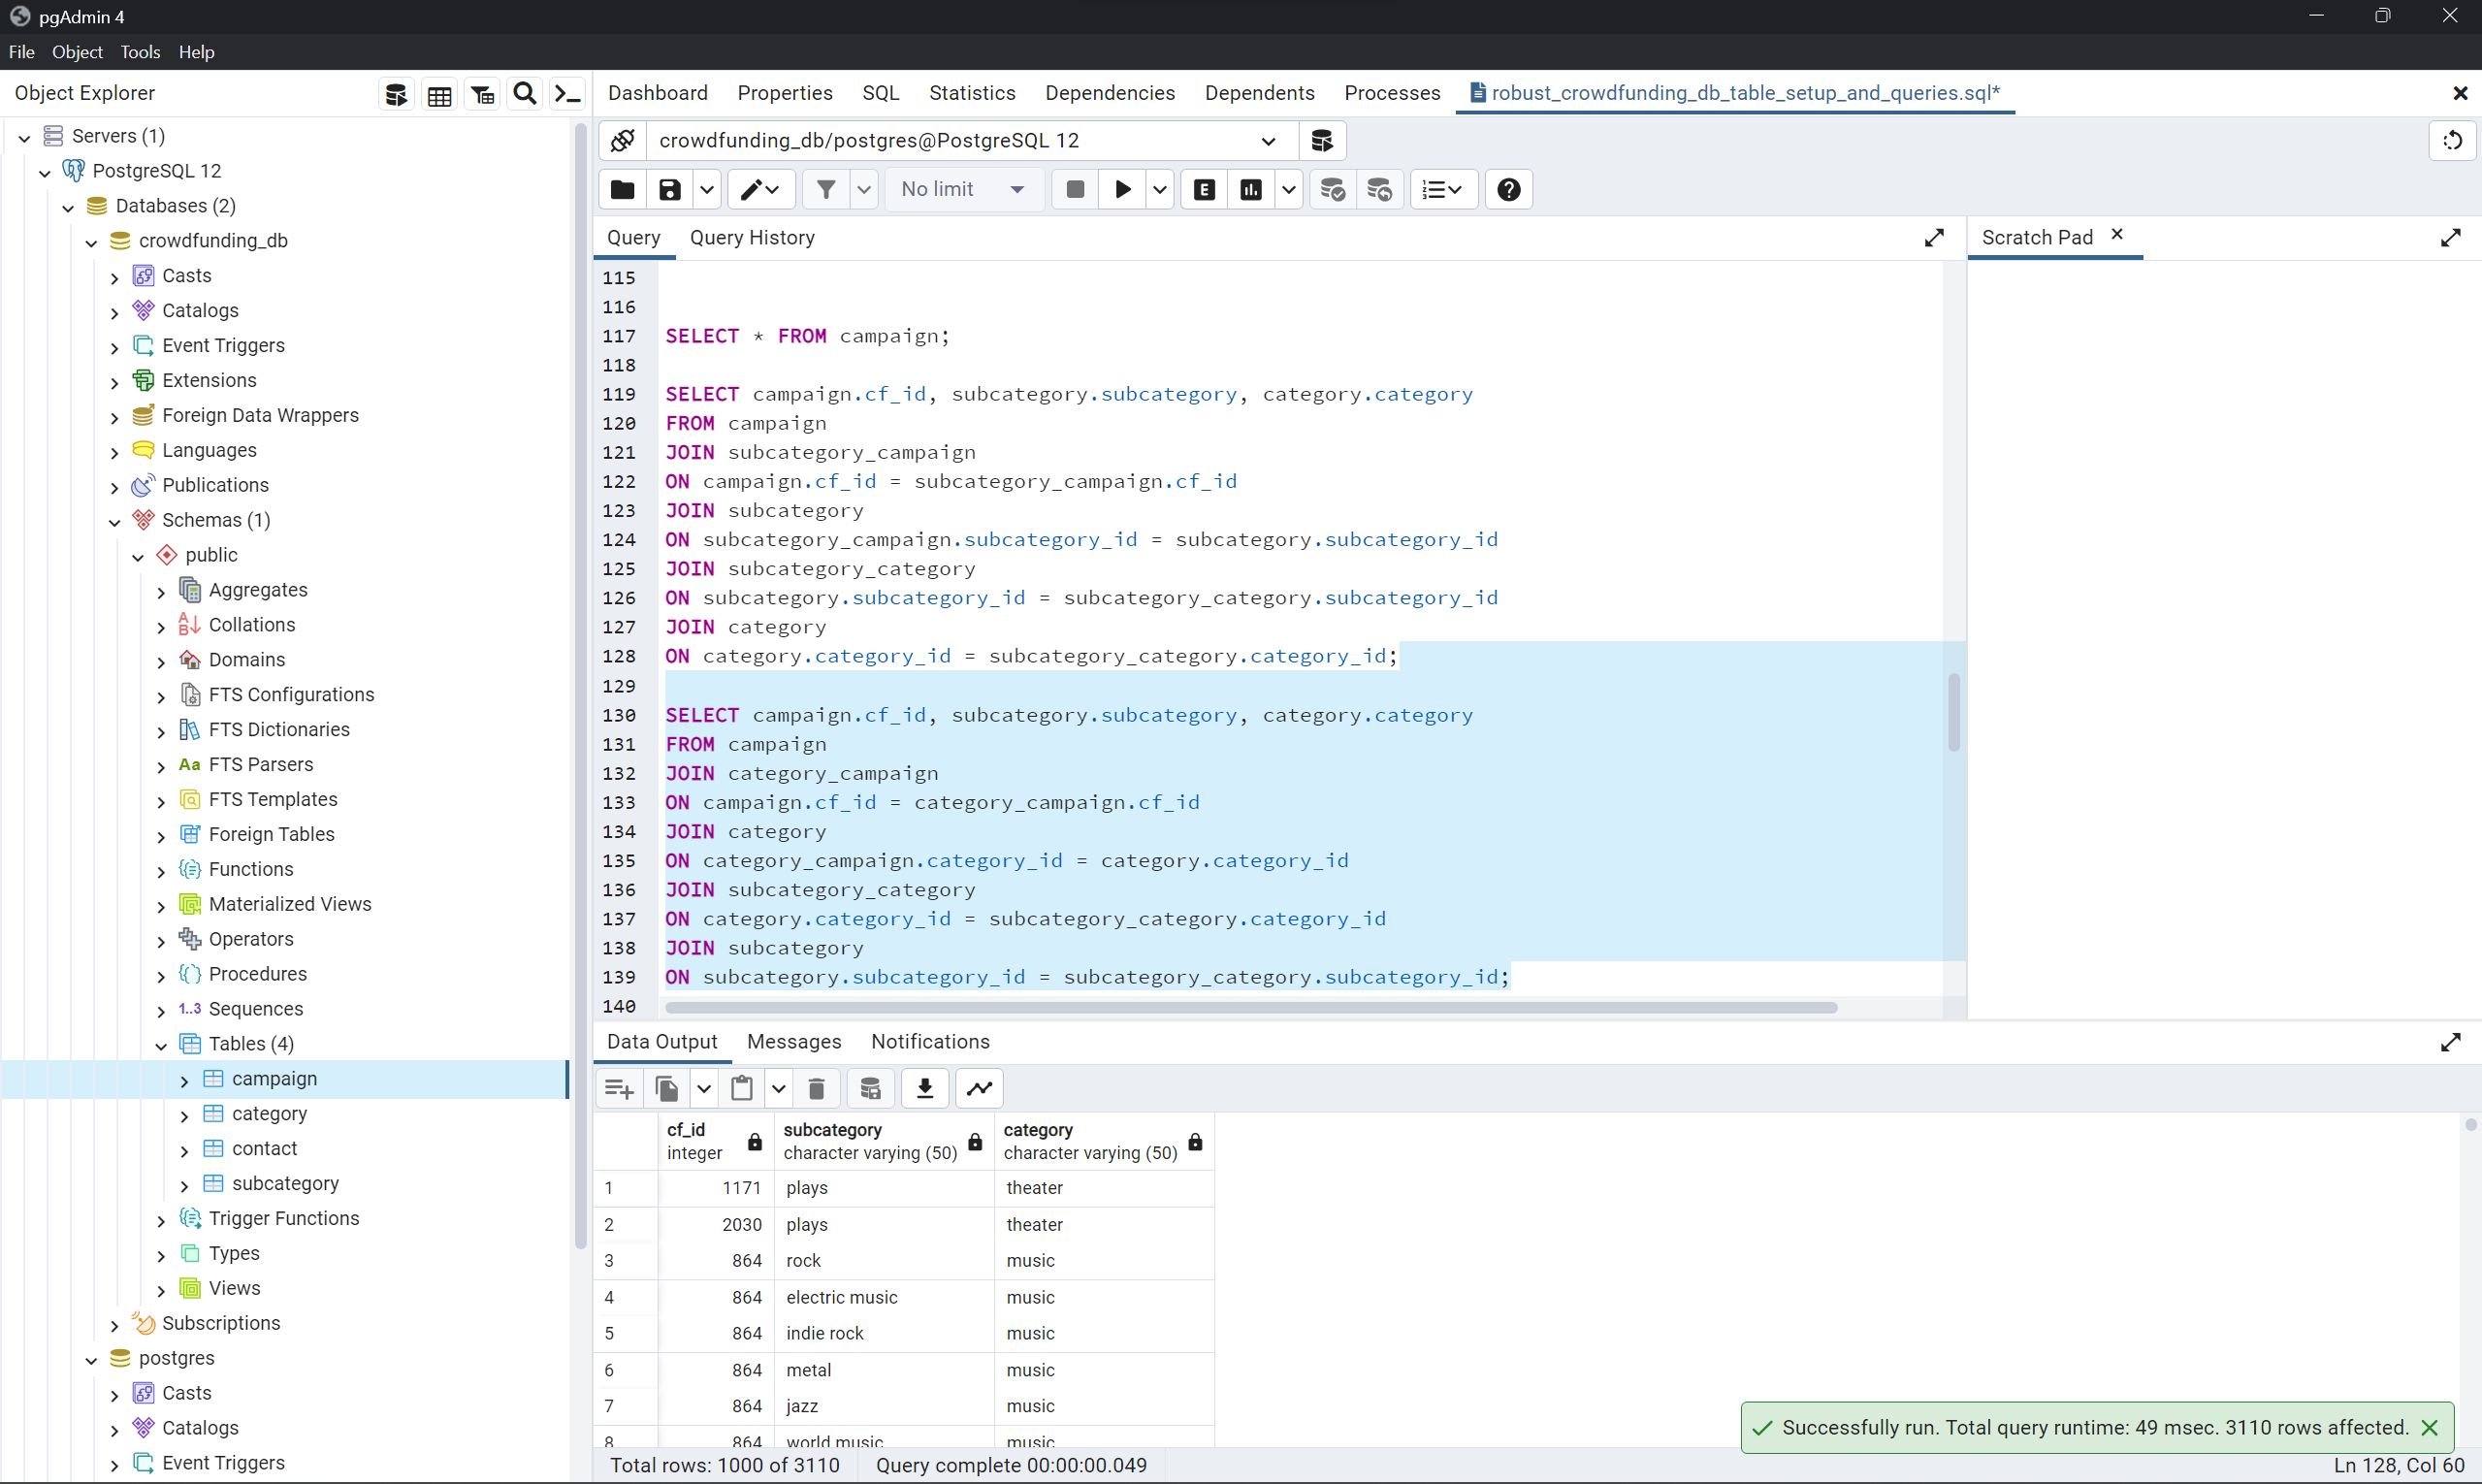 pgAdmin 4
File Object Tools Help
Object Explorer
Servers (1)
PostgreSQL 12
Databases (2)
crowdfunding_db
Casts
Catalogs
Event Triggers
Extensions
Foreign Data Wrappers
Languages
Publications
Schemas (1)
public
Aggregates
Collations
Domains
FTS Configurations
FTS Dictionaries
Aa FTS Parsers
FTS Templates
Foreign Tables
Functions
Materialized Views
Operators
Procedures
1..3 Sequences
Tables (4)
campaign
category
contact
subcategory
Trigger Functions
Types
Views
Subscriptions
postgres
Casts
Catalogs
Event Triggers
Dashboard Properties SQL Statistics Dependencies Dependents Processes robust_crowdfunding_db_table_setup_and_queries.sql*
crowdfunding_db/postgres@PostgreSQL 12
No limit E
Query Query History
Scratch Pad
115
116
117 SELECT * FROM campaign;
118
119 SELECT campaign.cf_id, subcategory.subcategory, category.category
120 FROM campaign
121 JOIN subcategory_campaign
122 ON campaign.cf_id = subcategory_campaign.cf_id
123 JOIN subcategory
124 ON subcategory_campaign.subcategory_id = subcategory.subcategory_id
125 JOIN subcategory_category
126 ON subcategory.subcategory_id = subcategory_category.subcategory_id
127 JOIN category
128 ON category.category_id = subcategory_category.category_id;
129
130 SELECT campaign.cf_id, subcategory.subcategory, category.category
131 FROM campaign
132 JOIN category_campaign
133 ON campaign.cf_id = category_campaign.cf_id
134 JOIN category
135 ON category_campaign.category_id = category.category_id
136 JOIN subcategory_category
137 ON category.category_id = subcategory_category.category_id
138 JOIN subcategory
139 ON subcategory.subcategory_id = subcategory_category.subcategory_id;
140
Data Output Messages Notifications
cf_id subcategory category
integer character varying (50) character varying (50)
1 1171 plays theater
2 2030 plays theater
3 864 rock music
4 864 electric music music
5 864 indie rock music
6 864 metal music
7 864 jazz music
8 864 world music music
Successfully run. Total query runtime: 49 msec. 3110 rows affected.
Total rows: 1000 of 3110 Query complete 00:00:00.049 Ln 128, Col 60